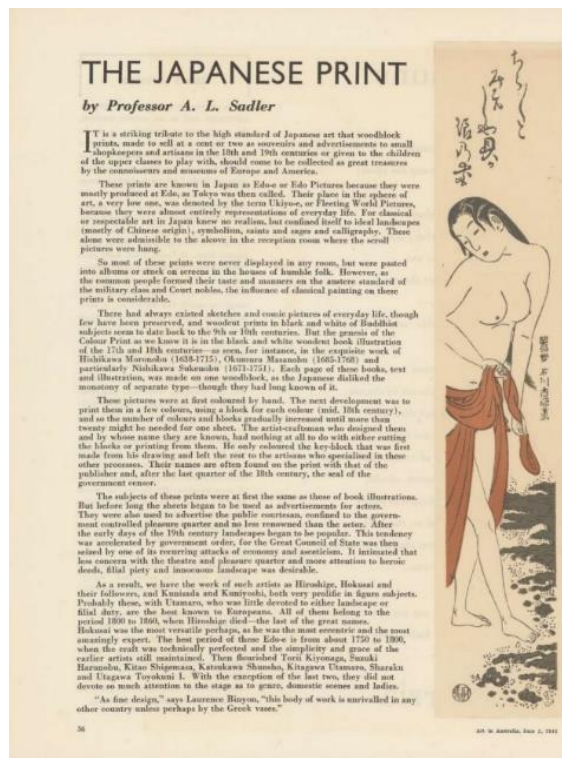 THE JAPANESE PRINT
by Professor A. L. Sadler
IT is a striking tribute to the high standard of Japanese art that woodblock
prints, made to sell at a cent or two as souvenirs and advertisements to small
shopkeepers and artisans in the 18th and 19th centuries or given to the children
of the upper classes to play with, should come to be collected as great treasures
by the connoisseurs and museums of Europe and America.
These prints are known in Japan as Edo-e or Edo Pictures because they were
mostly produced at Edo, as Tokyo was then called. Their place in the sphere of
art, a very low one, was denoted by the term Ukiyo-e, or Fleeting World Pictures,
because they were almost entirely representations of everyday life. For classical
or respectable art in Japan knew no realism, but confined itself to ideal landscapes
(mostly of Chinese origin), symbolism, saints and sages and calligraphy. These
alone were admissible to the alcove in the reception room where the scroll
pictures were hung.
So most of these prints were never displayed in any room, but were pasted
into albums or stuck on screens in the houses of humble folk. However, as
the common people formed their taste and manners on the austere standard of
the military class and Court nobles, the influence of classical painting on these
prints is considerable.
There had always existed sketches and comic pictures of everyday life, though
few have been preserved, and woodcut prints in black and white of Buddhist
subjects seem to date back to the 9th or 10th centuries. But the genesis of the
Colour Print as we know it is in the black and white woodcut book illustration
of the 17th and 18th centuries—as seen, for instance, in the exquisite work of
Hishikawa Moronobu (1638-1715), Okumura Masanobu (1685-1768) and
particularly Nishikawa Sukenobu (1671-1751). Each page of these books, text
and illustration, was made on one woodblock, as the Japanese disliked the
monotony of separate type—though they had long known of it.
These pictures were at first coloured by hand. The next development was to
print them in a few colours, using a block for each colour (mid. 18th century),
and so the number of colours and blocks gradually increased until more than
twenty might be needed for one sheet. The artist-craftsman who designed them
and by whose name they are known, had nothing at all to do with either cutting
the blocks or printing from them. He only coloured the key-block that was first
made from his drawing and left the rest to the artisans who specialised in these
other processes. Their names are often found on the print with that of the
publisher and, after the last quarter of the 18th century, the seal of the
government censor.
The subjects of these prints were at first the same as those of book illustrations.
But before long the sheets began to be used as advertisements for actors.
They were also used to advertise the public courtesan, confined to the govern-
ment controlled pleasure quarter and no less renowned than the actor. After
the early days of the 19th century landscapes began to be popular. This tendency
was accelerated by government order, for the Great Council of State was then
seized by one of its recurring attacks of economy and asceticism. It intimated that
less concern with the theatre and pleasure quarter and more attention to heroic
deeds, filial piety and innocuous landscape was desirable.
As a result, we have the work of such artists as Hiroshige, Hokusai and
their followers, and Kunisada and Kuniyoshi, both very prolific in figure subjects.
Probably these, with Utamaro, who was little devoted to either landscape or
filial duty, are the best known to Europeans. All of them belong to the
period 1800 to 1860, when Hiroshige died—the last of the great names.
Hokusai was the most versatile perhaps, as he was the most eccentric and the most
amazingly expert. The best period of these Edo-e is from about 1750 to 1800,
when the craft was technically perfected and the simplicity and grace of the
earlier artists still maintained. Then flourished Torii Kiyonaga, Suzuki
Harunobu, Kitao Shigemasa, Katsukawa Shunsho, Kitagawa Utamaro, Sharaku
and Utagawa Toyokuni I. With the exception of the last two, they did not
devote so much attention to the stage as to genre, domestic scenes and ladies.
"As fine design," says Laurence Binyon, "this body of work is unrivalled in any
other country unless perhaps by the Greek vases."
56
Art in Australia, June 2, 1941